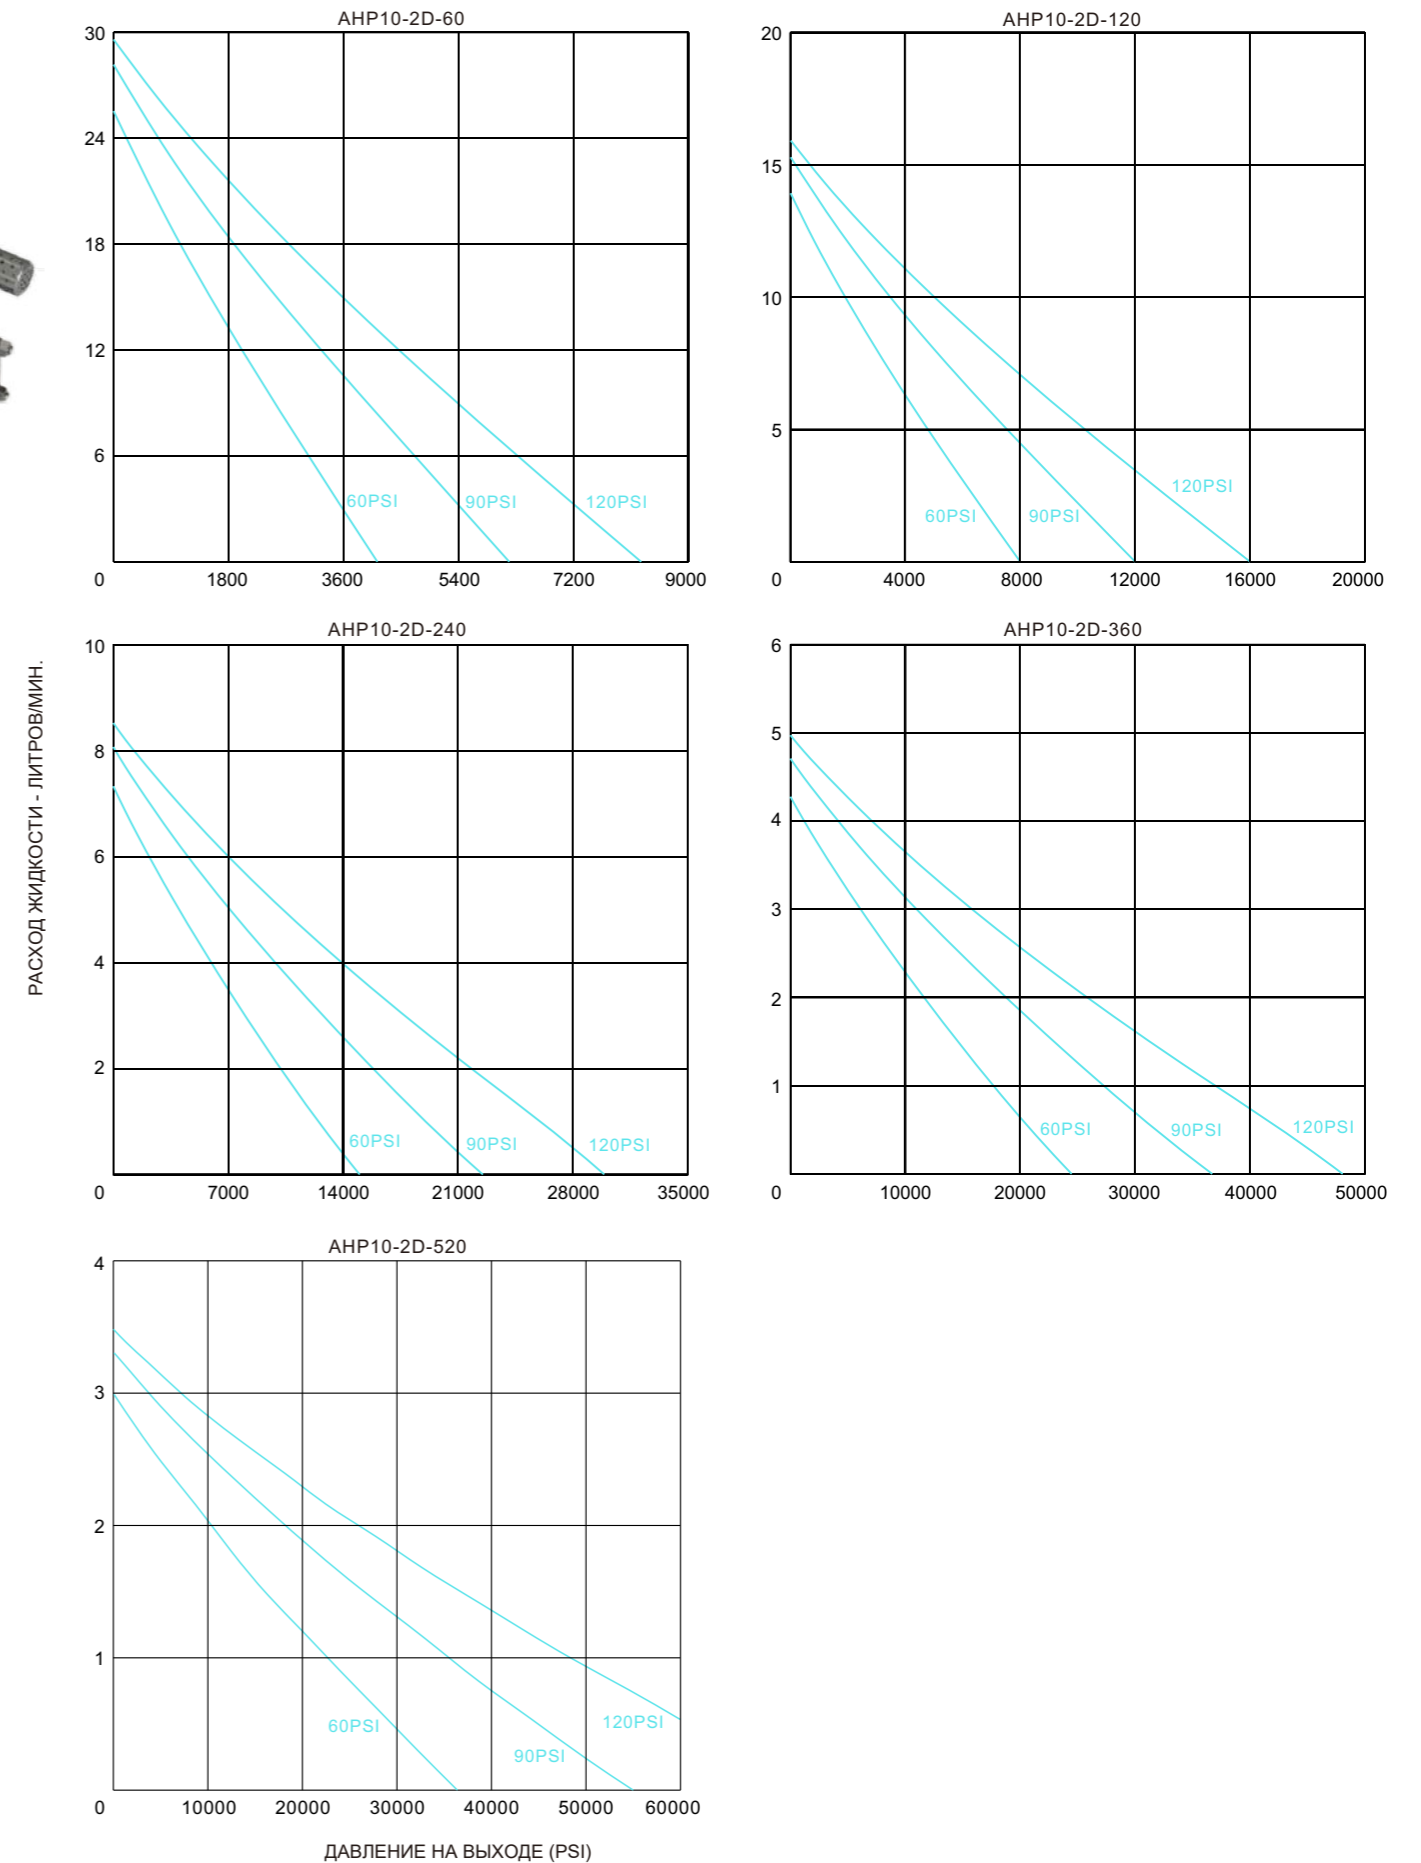 AHP10-2D-60
30
24
18
12
6
60PSI
90PSI
120PSI
0
1800
3600
5400
7200
9000
AHP10-2D-120
20
15
10
5
120PSI
60PSI
90PSI
0
4000
8000
12000
16000
20000
РАСХОД ЖИДКОСТИ - ЛИТРОВ/МИН.
AHP10-2D-240
10
8
6
4
2
60PSI
90PSI
120PSI
0
7000
14000
21000
28000
35000
AHP10-2D-360
6
5
4
3
2
1
60PSI
90PSI
120PSI
0
10000
20000
30000
40000
50000
AHP10-2D-520
4
3
2
1
60PSI
90PSI
120PSI
0
10000
20000
30000
40000
50000
60000
ДАВЛЕНИЕ НА ВЫХОДЕ (PSI)